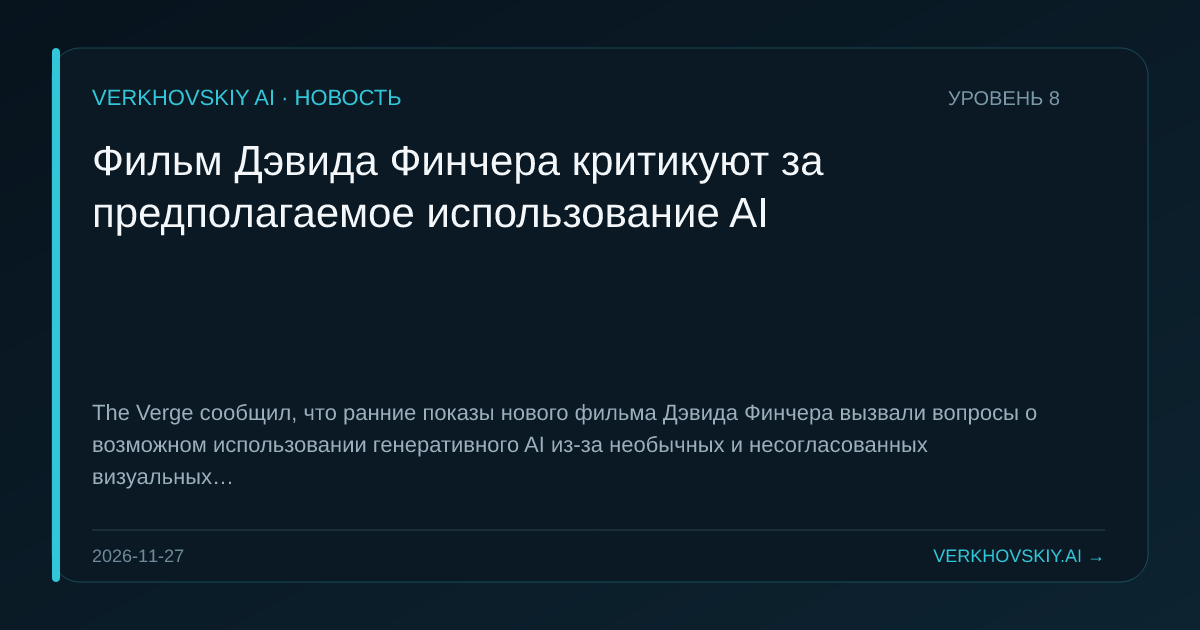 VERKHOVSKIY AI · НОВОСТЬ
УРОВЕНЬ 8
Фильм Дэвида Финчера критикуют за
предполагаемое использование AI
The Verge сообщил, что ранние показы нового фильма Дэвида Финчера вызвали вопросы о
возможном использовании генеративного AI из-за необычных и несогласованных
визуальных…
2026-11-27
VERKHOVSKIY.AI →